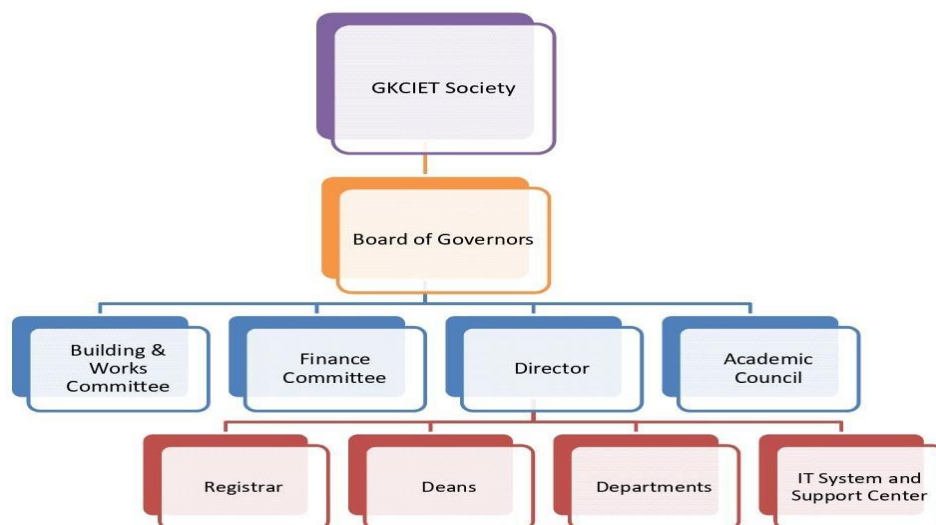 GKCIET Society
Board of Governors
Building &
Works
Committee
Finance
Committee
Director
Academic
Council
Registrar
Deans
Departments
IT System and
Support Center